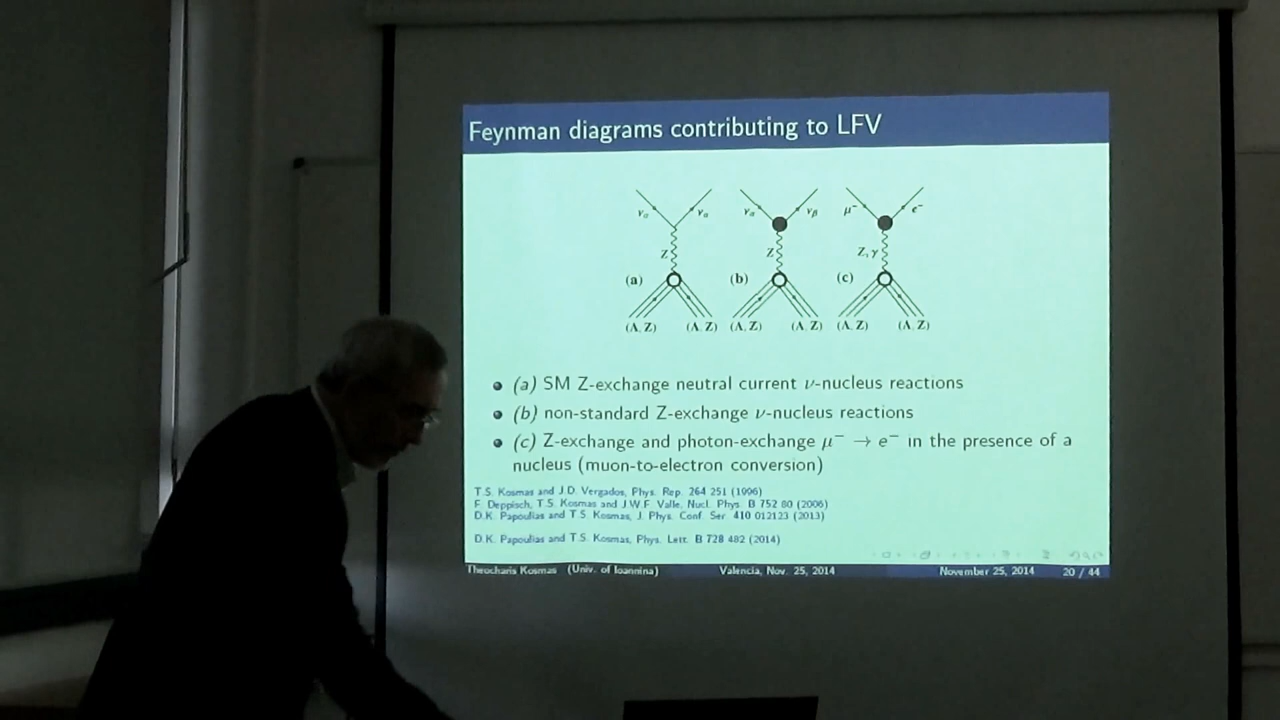 Feynman diagrams contributing to LFV
να να να νβ μ⁻ e⁻
Z Z Z, γ
(a) (b) (c)
(A, Z) (A, Z) (A, Z) (A, Z) (A, Z) (A, Z)
(a) SM Z-exchange neutral current ν-nucleus reactions
(b) non-standard Z-exchange ν-nucleus reactions
(c) Z-exchange and photon-exchange μ⁻ → e⁻ in the presence of a
nucleus (muon-to-electron conversion)
T.S. Kosmas and J.D. Vergados, Phys. Rep. 264 251 (1996)
F. Deppisch, T.S. Kosmas and J.W.F. Valle, Nucl. Phys. B 752 80 (2006)
D.K. Papoulias and T.S. Kosmas, J. Phys. Conf. Ser. 410 012123 (2013)
D.K. Papoulias and T.S. Kosmas, Phys. Lett. B 728 482 (2014)
Theocharis Kosmas (Univ. of Ioannina) Valencia, Nov. 25, 2014 November 25, 2014 20 / 44